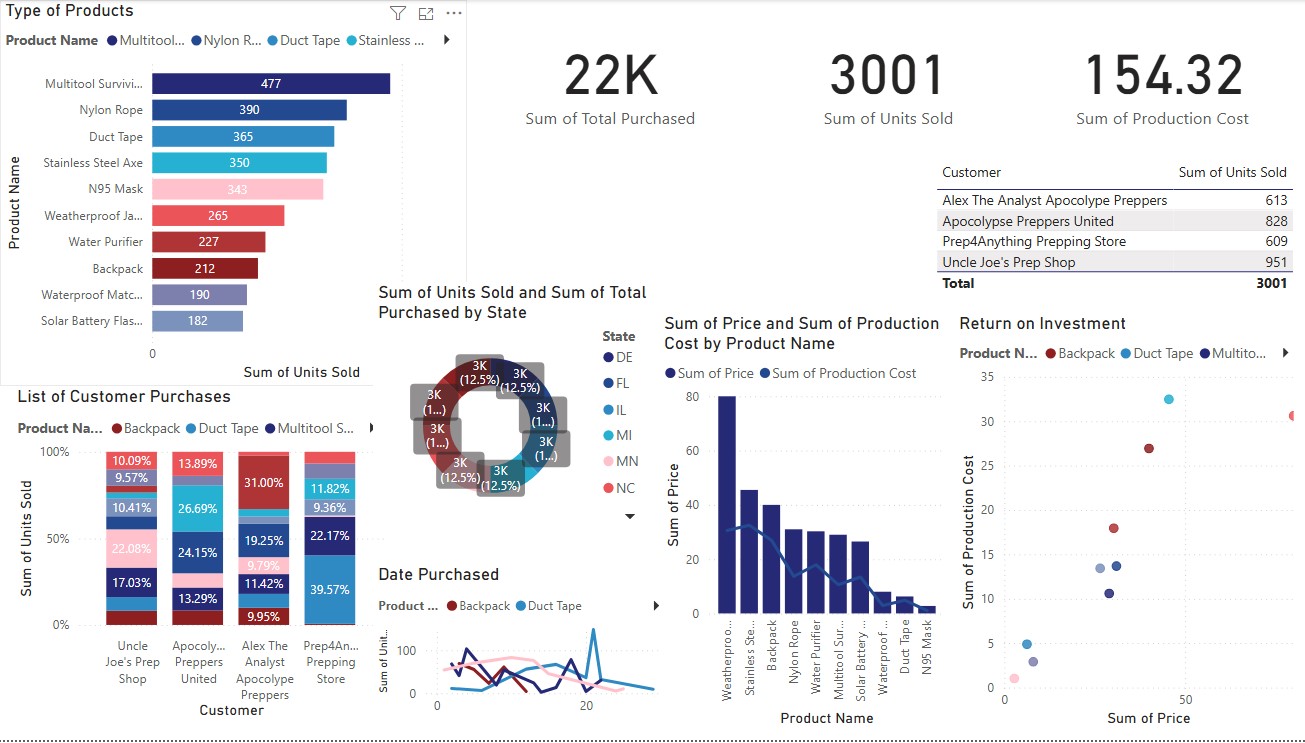 Type of Products
Product Name Multitool... Nylon R... Duct Tape Stainless ...
Product Name
Multitool Survivi... 477
Nylon Rope 390
Duct Tape 365
Stainless Steel Axe 350
N95 Mask 343
Weatherproof Ja... 265
Water Purifier 227
Backpack 212
Waterproof Matc... 190
Solar Battery Flas... 182
0
Sum of Units Sold
22K
Sum of Total Purchased
3001
Sum of Units Sold
154.32
Sum of Production Cost
Customer Sum of Units Sold
Alex The Analyst Apocolype Preppers 613
Apocolypse Preppers United 828
Prep4Anything Prepping Store 609
Uncle Joe's Prep Shop 951
Total 3001
List of Customer Purchases
Product Na... Backpack Duct Tape Multitool S...
Sum of Units Sold
100%
50%
0%
10.09%
9.57%
10.41%
22.08%
17.03%
13.89%
26.69%
24.15%
13.29%
31.00%
19.25%
9.79%
11.42%
9.95%
11.82%
9.36%
22.17%
39.57%
Uncle
Joe's Prep
Shop
Apocoly...
Preppers
United
Alex The
Analyst
Apocolype
Preppers
Prep4An...
Prepping
Store
Customer
Sum of Units Sold and Sum of Total
Purchased by State
3K
(12.5%)
3K
(12.5%)
3K
(1...)
3K
(1...)
3K
(12.5%)
3K
(12.5%)
3K
(1...)
3K
(1...)
State
DE
FL
IL
MI
MN
NC
Date Purchased
Product ... Backpack Duct Tape
Sum of Unit...
100
0
0 20
Sum of Price and Sum of Production
Cost by Product Name
Sum of Price Sum of Production Cost
Sum of Price
80
60
40
20
0
Weatherproo...
Stainless Ste...
Backpack
Nylon Rope
Water Purifier
Multitool Sur...
Solar Battery ...
Waterproof ...
Duct Tape
N95 Mask
Product Name
Return on Investment
Product N... Backpack Duct Tape Multito...
Sum of Production Cost
35
30
25
20
15
10
5
0
0 50
Sum of Price